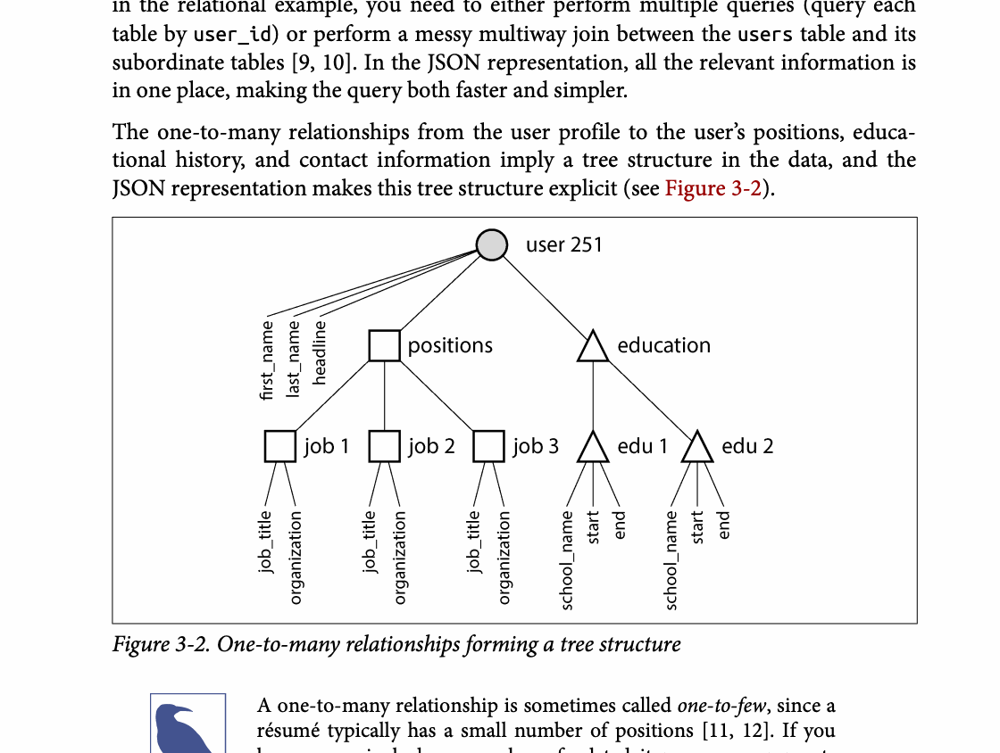 in the relational example, you need to either perform multiple queries (query each
table by user_id) or perform a messy multiway join between the users table and its
subordinate tables [9, 10]. In the JSON representation, all the relevant information is
in one place, making the query both faster and simpler.
The one-to-many relationships from the user profile to the user’s positions, educa-
tional history, and contact information imply a tree structure in the data, and the
JSON representation makes this tree structure explicit (see Figure 3-2).
user 251
first_name
last_name
headline
positions
education
job 1
job 2
job 3
edu 1
edu 2
job_title
organization
job_title
organization
job_title
organization
school_name
start
end
school_name
start
end
Figure 3-2. One-to-many relationships forming a tree structure
A one-to-many relationship is sometimes called one-to-few, since a
résumé typically has a small number of positions [11, 12]. If you